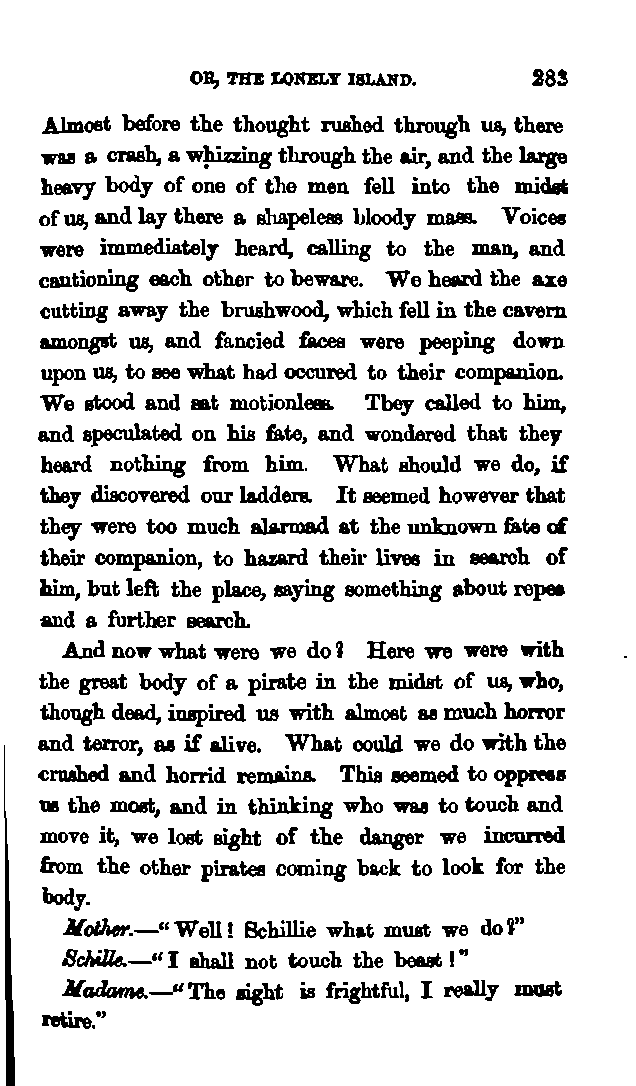 OR, THE LONELY ISLAND. 283
Almost before the thought rushed through us, there
was a crash, a whizzing through the air, and the large
heavy body of one of the men fell into the midst
of us, and lay there a shapeless bloody mass. Voices
were immediately heard, calling to the man, and
cautioning each other to beware. We heard the axe
cutting away the brushwood, which fell in the cavern
amongst us, and fancied faces were peeping down
upon us, to see what had occured to their companion.
We stood and sat motionless. They called to him,
and speculated on his fate, and wondered that they
heard nothing from him. What should we do, if
they discovered our ladders. It seemed however that
they were too much alarmad at the unknown fate of
their companion, to hazard their lives in search of
him, but left the place, saying something about ropes
and a further search.
And now what were we do? Here we were with
the great body of a pirate in the midst of us, who,
though dead, inspired us with almost as much horror
and terror, as if alive. What could we do with the
crushed and horrid remains. This seemed to oppress
us the most, and in thinking who was to touch and
move it, we lost sight of the danger we incurred
from the other pirates coming back to look for the
body.
Mother.—"Well! Schillie what must we do?"
Schille.—"I shall not touch the beast!"
Madame.—"The sight is frightful, I really must
retire."